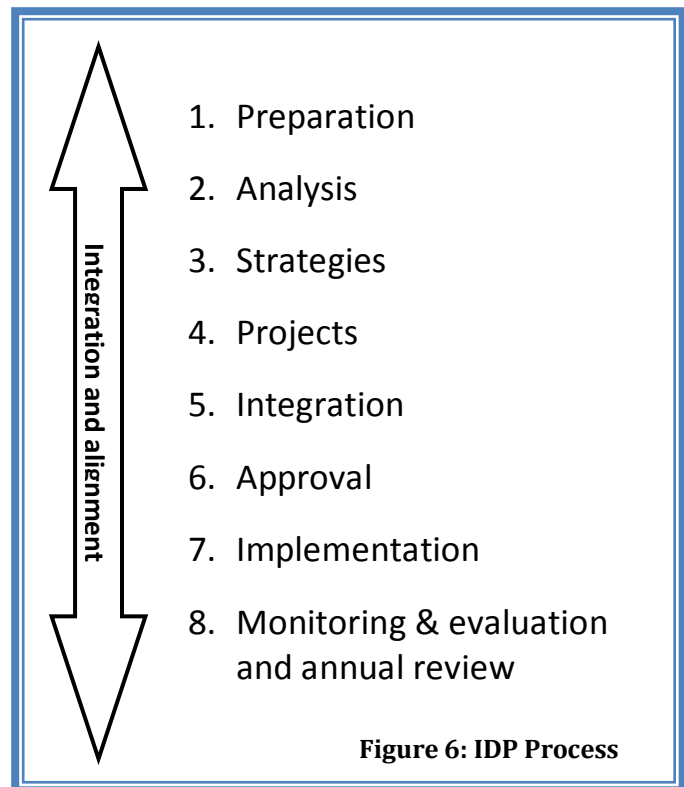 1. Preparation
2. Analysis
3. Strategies
4. Projects
5. Integration
6. Approval
7. Implementation
8. Monitoring & evaluation
and annual review
Integration and alignment
Figure 6: IDP Process